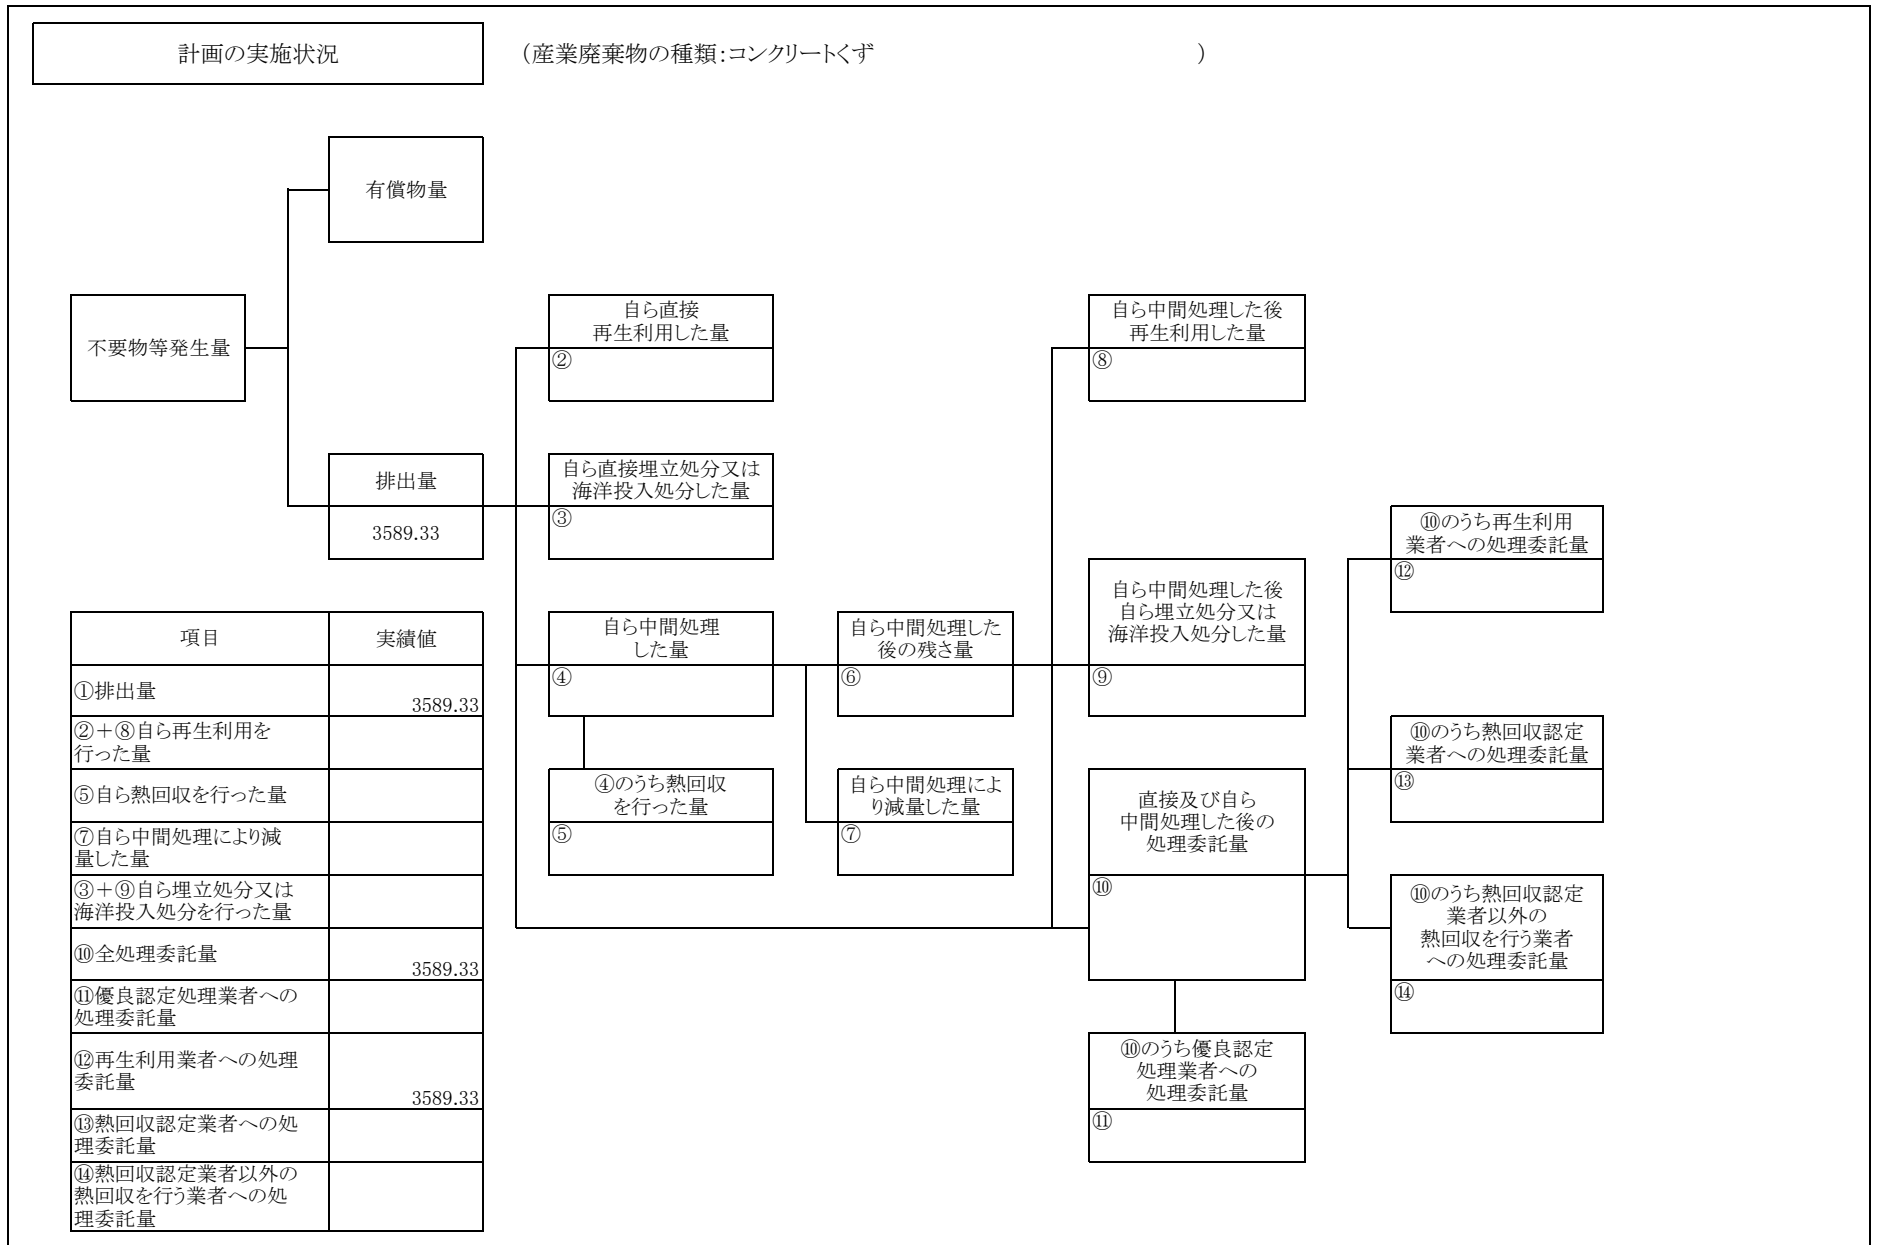 計画の実施状況
（産業廃棄物の種類：コンクリートくず　）
有償物量
不要物等発生量
自ら直接
再生利用した量
②
自ら中間処理した後
再生利用した量
⑧
排出量
3589.33
自ら直接埋立処分又は
海洋投入処分した量
③
⑩のうち再生利用
業者への処理委託量
⑫
自ら中間処理した後
自ら埋立処分又は
海洋投入処分した量
⑨
自ら中間処理
した量
④
自ら中間処理した
後の残さ量
⑥
⑩のうち熱回収認定
業者への処理委託量
⑬
④のうち熱回収
を行った量
⑤
自ら中間処理によ
り減量した量
⑦
直接及び自ら
中間処理した後の
処理委託量
⑩
⑩のうち熱回収認定
業者以外の
熱回収を行う業者
への処理委託量
⑭
⑩のうち優良認定
処理業者への
処理委託量
⑪
項目 実績値
①排出量 3589.33
②＋⑧自ら再生利用を
行った量
⑤自ら熱回収を行った量
⑦自ら中間処理により減
量した量
③＋⑨自ら埋立処分又は
海洋投入処分を行った量
⑩全処理委託量 3589.33
⑪優良認定処理業者への
処理委託量
⑫再生利用業者への処理
委託量 3589.33
⑬熱回収認定業者への処
理委託量
⑭熱回収認定業者以外の
熱回収を行う業者への処
理委託量